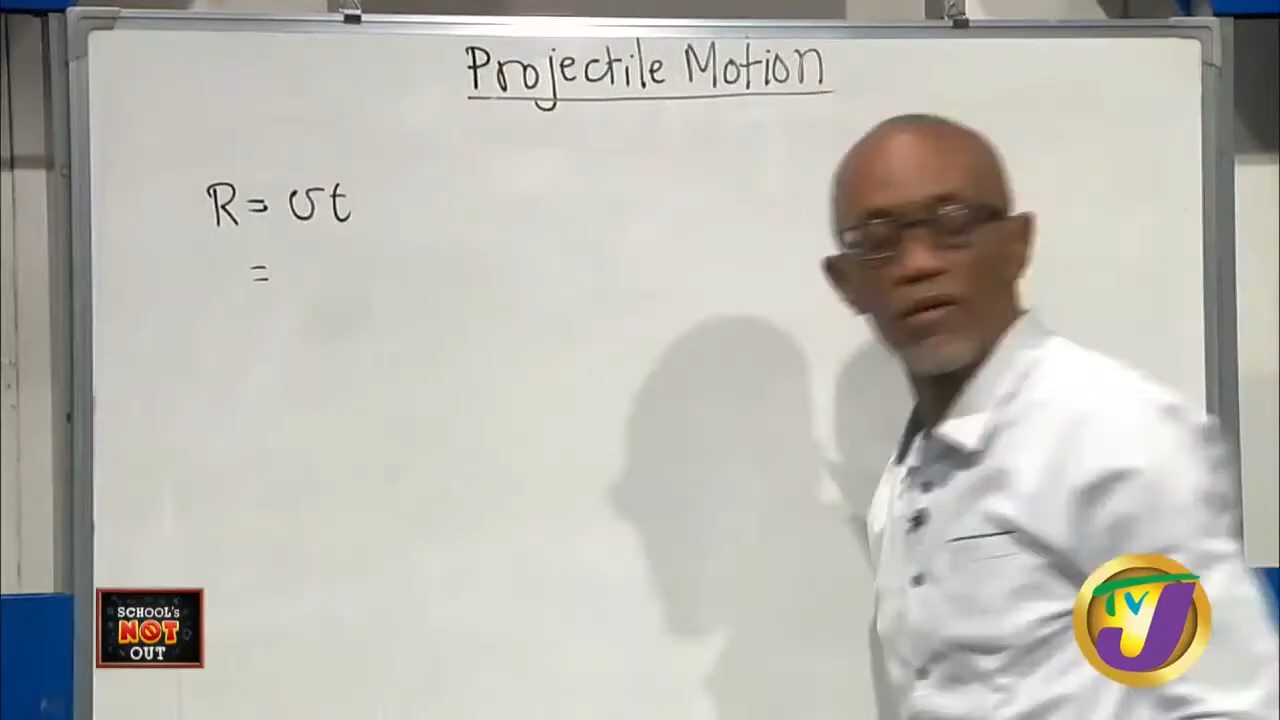 Projectile Motion
R = vt
=
SCHOOL's
NOT
OUT
TVJ